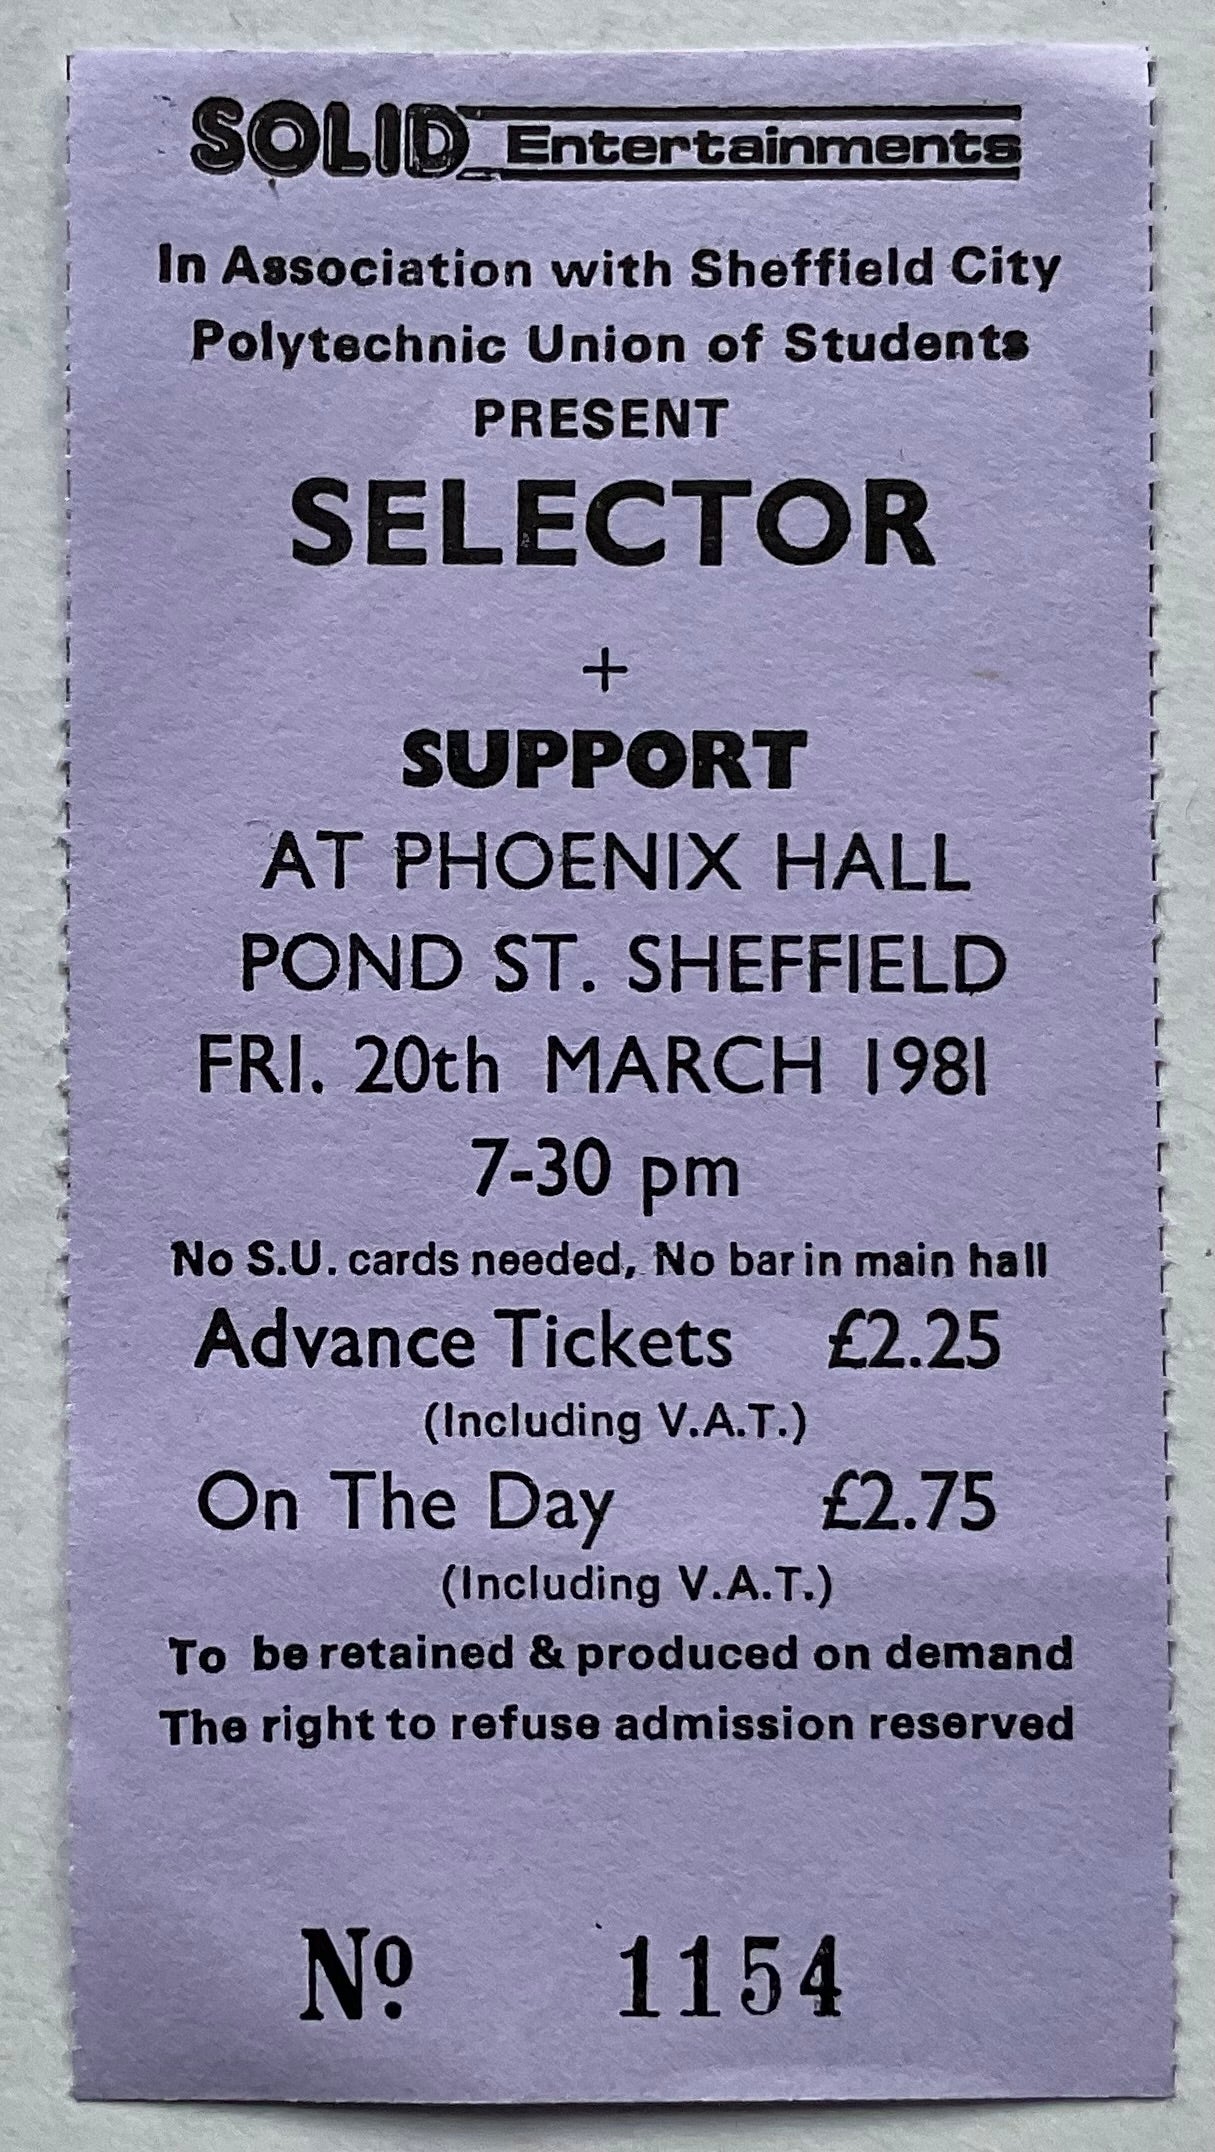 SOLID Entertainments
In Association with Sheffield City
Polytechnic Union of Students
PRESENT
SELECTOR
+
SUPPORT
AT PHOENIX HALL
POND ST. SHEFFIELD
FRI. 20th MARCH 1981
7-30 pm
No S.U. cards needed, No bar in main hall
Advance Tickets £2.25
(Including V.A.T.)
On The Day £2.75
(Including V.A.T.)
To be retained & produced on demand
The right to refuse admission reserved
Nº 1154